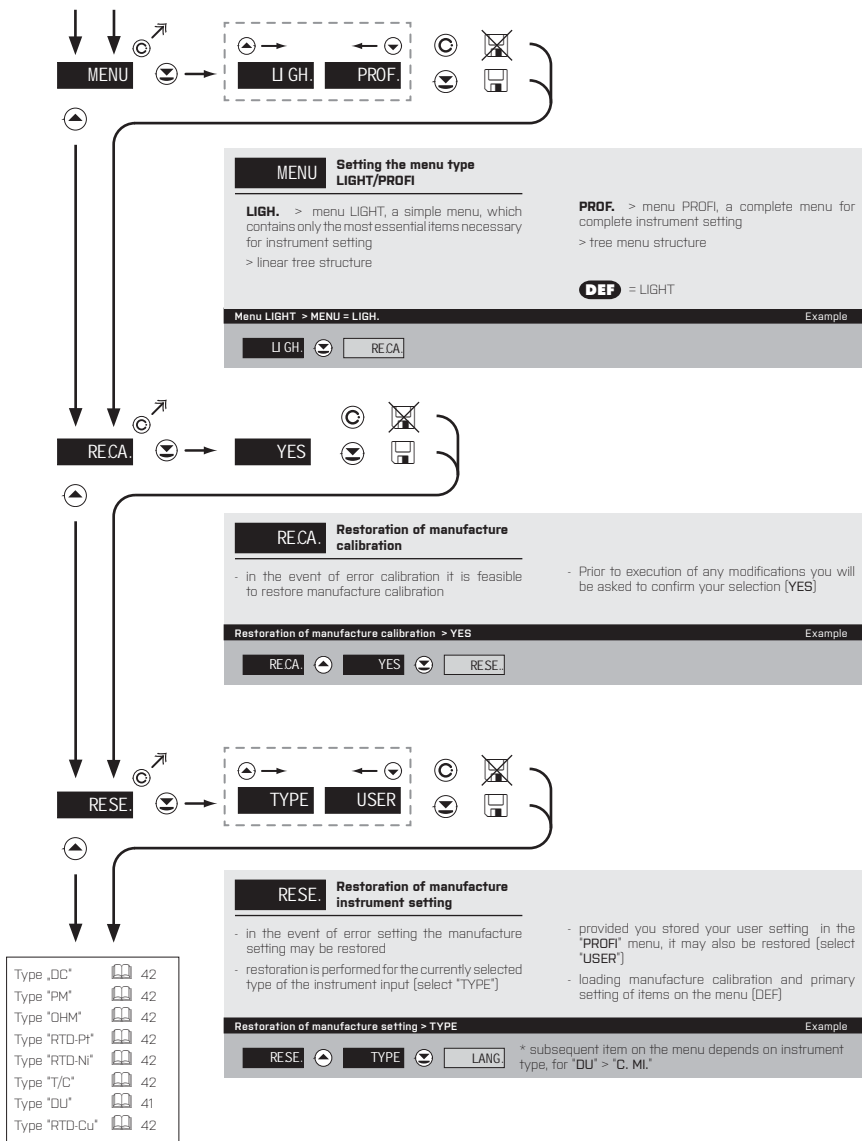 MENU
LIGH. PROF.
MENU
Setting the menu type
LIGHT/PROFI
LIGH. > menu LIGHT, a simple menu, which
contains only the most essential items necessary
for instrument setting
> linear tree structure
PROF. > menu PROFI, a complete menu for
complete instrument setting
> tree menu structure
DEF = LIGHT
Menu LIGHT > MENU = LIGH. Example
LIGH. RE.CA.
RE.CA. YES
RE.CA.
Restoration of manufacture
calibration
- in the event of error calibration it is feasible
to restore manufacture calibration
- Prior to execution of any modifications you will
be asked to confirm your selection (YES)
Restoration of manufacture calibration > YES Example
RE.CA. YES RESE.
RESE. TYPE USER
RESE.
Restoration of manufacture
instrument setting
- in the event of error setting the manufacture
setting may be restored
- restoration is performed for the currently selected
type of the instrument input (select "TYPE")
- provided you stored your user setting in the
"PROFI" menu, it may also be restored (select
"USER")
- loading manufacture calibration and primary
setting of items on the menu (DEF)
Restoration of manufacture setting > TYPE Example
RESE. TYPE LANG.
* subsequent item on the menu depends on instrument
type, for "DU" > "C. MI."
Type „DC" 42
Type "PM" 42
Type "OHM" 42
Type "RTD-Pt" 42
Type "RTD-Ni" 42
Type "T/C" 42
Type "DU" 41
Type "RTD-Cu" 42